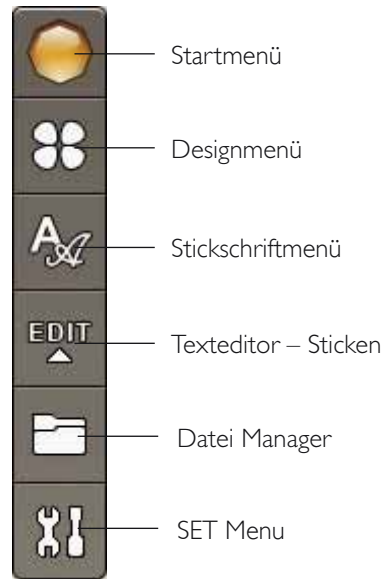 Startmenü
Designmenü
A A
Stickschriftmenü
EDIT
Texteditor – Sticken
Datei Manager
SET Menu